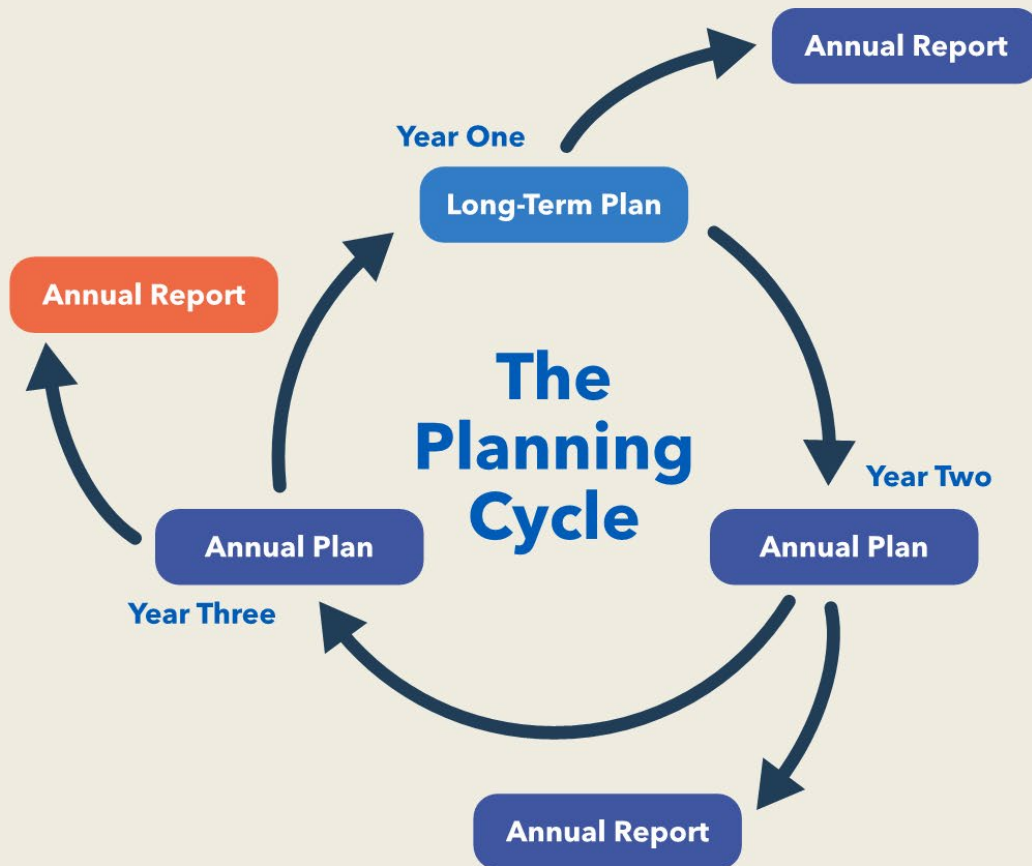 Annual Report
Year One
Long-Term Plan
Annual Report
The
Planning
Cycle
Year Two
Annual Plan
Annual Plan
Year Three
Annual Report